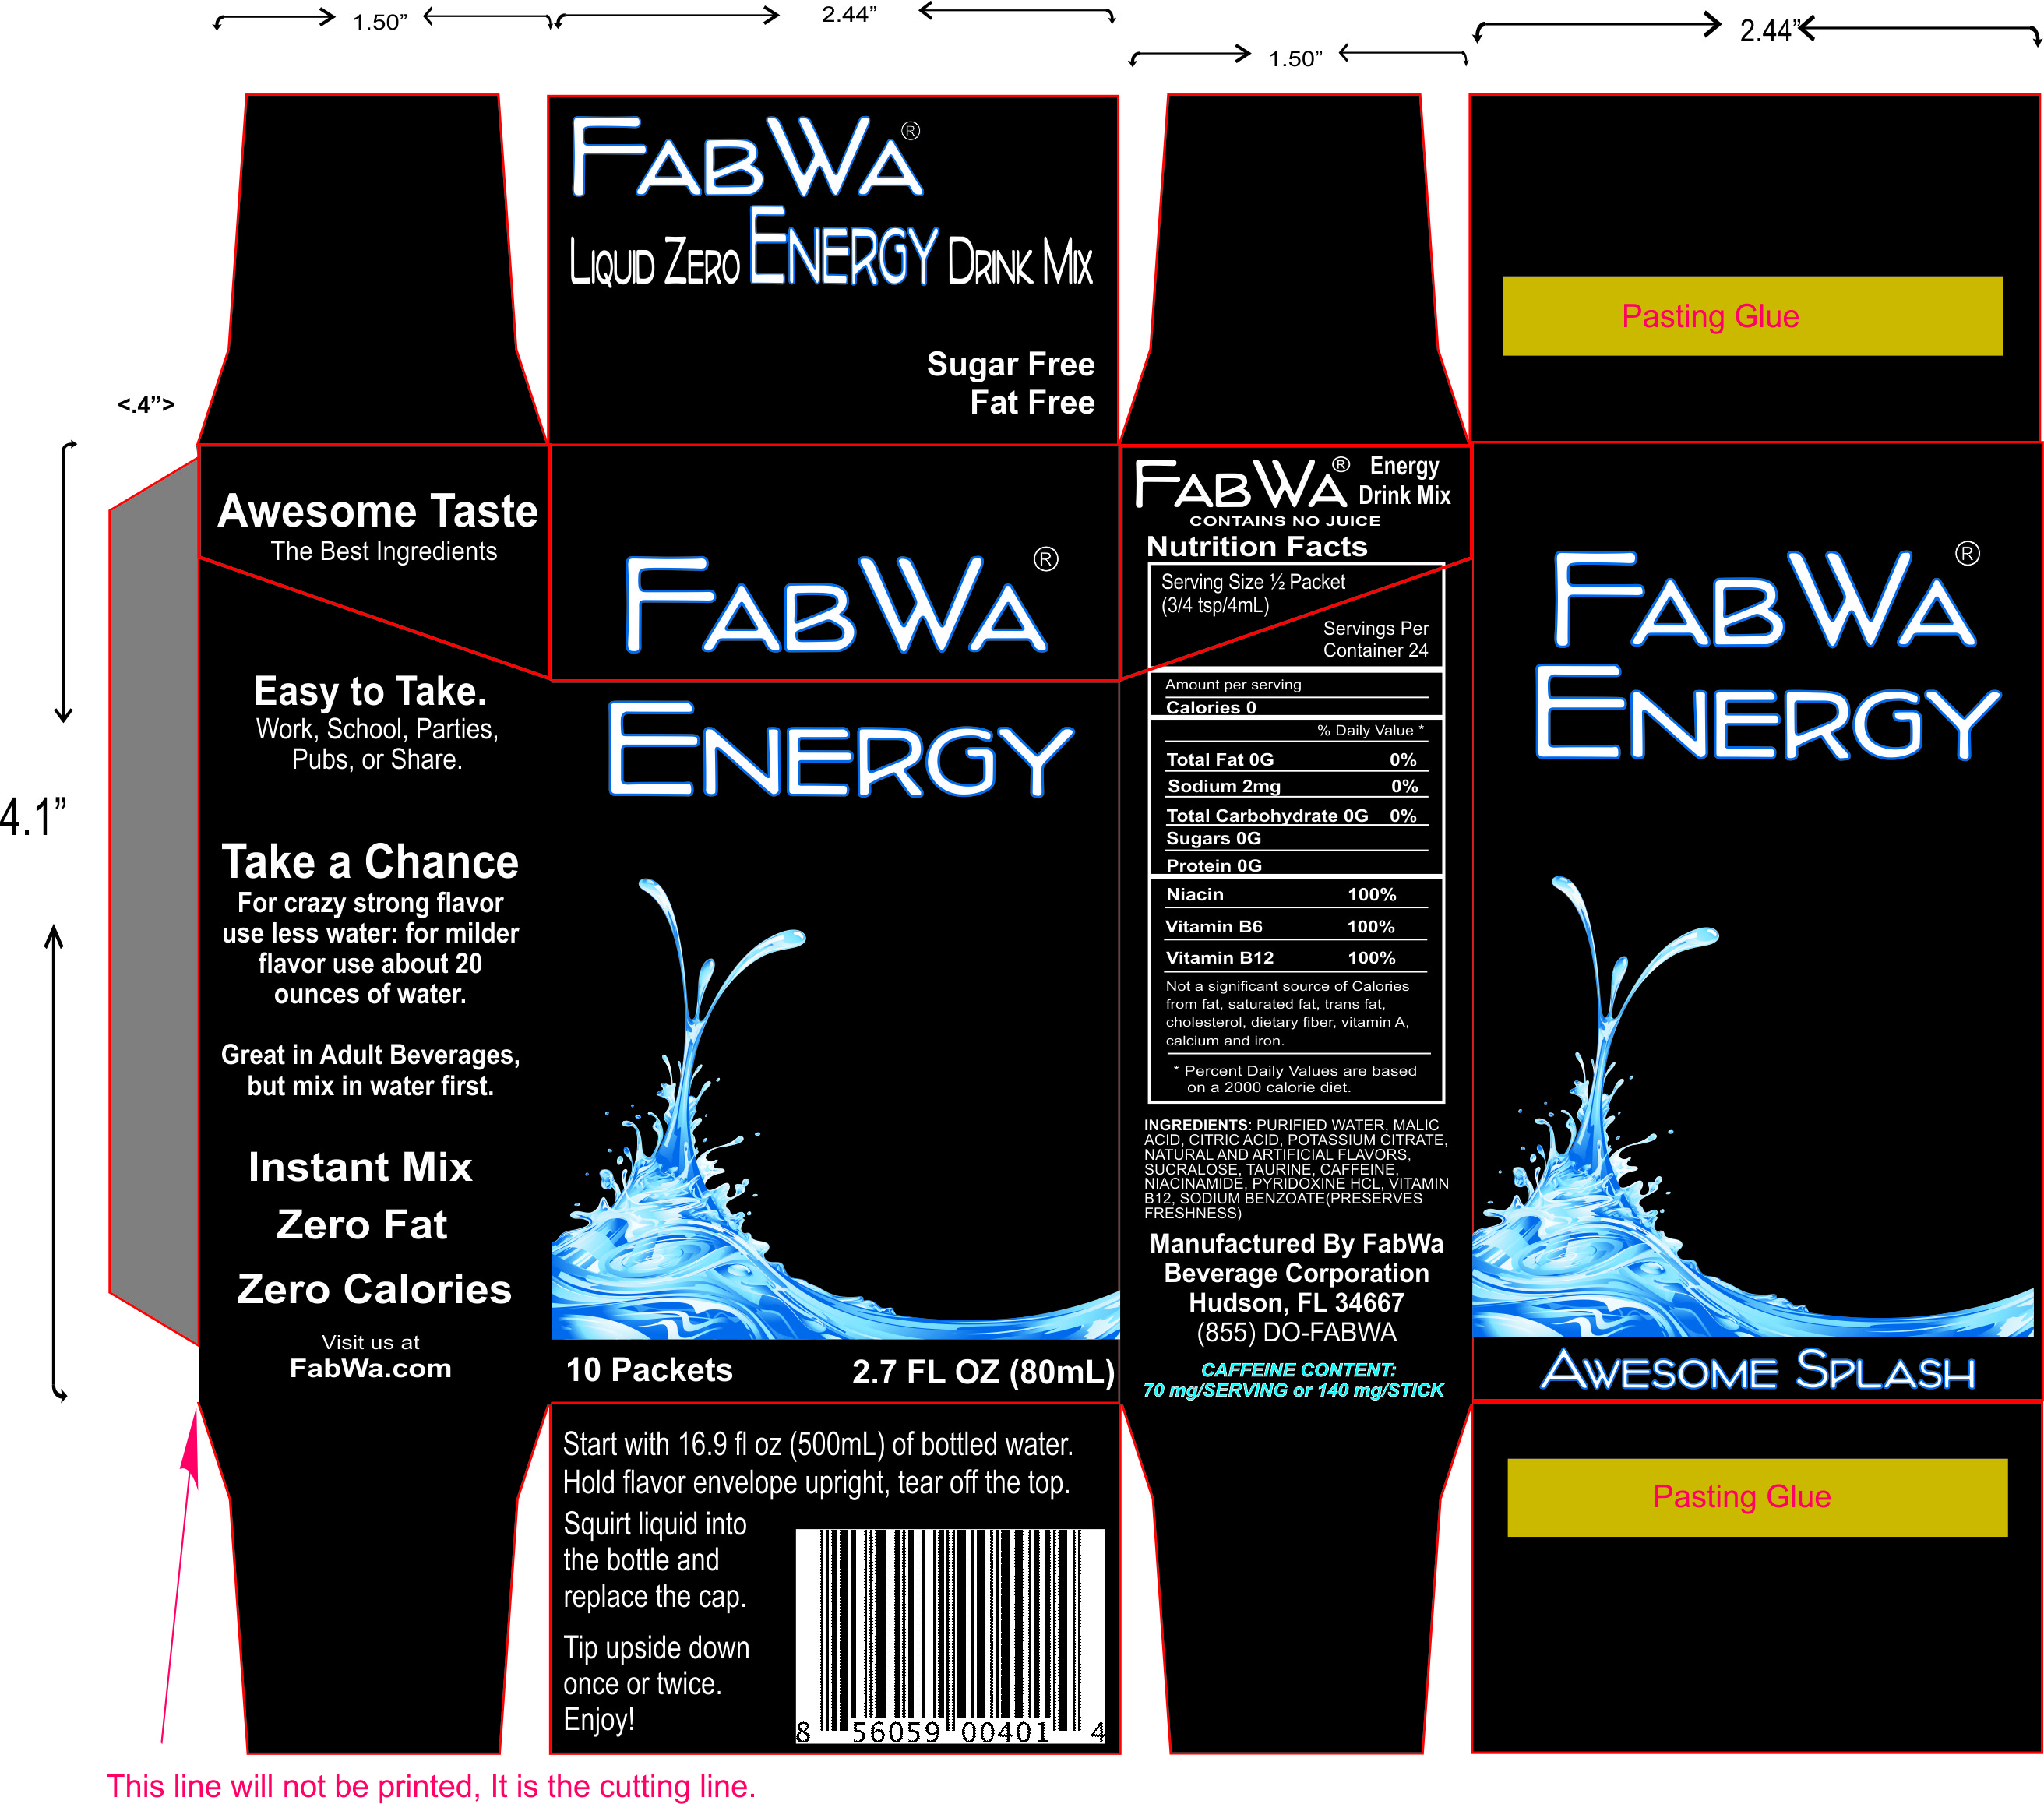 1.50”
2.44”
1.50”
2.44”
<.4”>
4.1”
FabWa®
Liquid Zero Energy Drink Mix
Sugar Free
Fat Free
Pasting Glue
Awesome Taste
The Best Ingredients
Easy to Take.
Work, School, Parties,
Pubs, or Share.
Take a Chance
For crazy strong flavor
use less water: for milder
flavor use about 20
ounces of water.
Great in Adult Beverages,
but mix in water first.
Instant Mix
Zero Fat
Zero Calories
Visit us at
FabWa.com
FabWa®
Energy
10 Packets 2.7 FL OZ (80mL)
FabWa® Energy
Drink Mix
CONTAINS NO JUICE
Nutrition Facts
Serving Size ½ Packet
(3/4 tsp/4mL)
Servings Per
Container 24
Amount per serving
Calories 0
% Daily Value *
Total Fat 0G 0%
Sodium 2mg 0%
Total Carbohydrate 0G 0%
Sugars 0G
Protein 0G
Niacin 100%
Vitamin B6 100%
Vitamin B12 100%
Not a significant source of Calories
from fat, saturated fat, trans fat,
cholesterol, dietary fiber, vitamin A,
calcium and iron.
* Percent Daily Values are based
on a 2000 calorie diet.
INGREDIENTS: PURIFIED WATER, MALIC
ACID, CITRIC ACID, POTASSIUM CITRATE,
NATURAL AND ARTIFICIAL FLAVORS,
SUCRALOSE, TAURINE, CAFFEINE,
NIACINAMIDE, PYRIDOXINE HCL, VITAMIN
B12, SODIUM BENZOATE(PRESERVES
FRESHNESS)
Manufactured By FabWa
Beverage Corporation
Hudson, FL 34667
(855) DO-FABWA
CAFFEINE CONTENT:
70 mg/SERVING or 140 mg/STICK
FabWa®
Energy
Awesome Splash
Start with 16.9 fl oz (500mL) of bottled water.
Hold flavor envelope upright, tear off the top.
Squirt liquid into
the bottle and
replace the cap.
Tip upside down
once or twice.
Enjoy!
8 56059 00401 4
Pasting Glue
This line will not be printed, It is the cutting line.